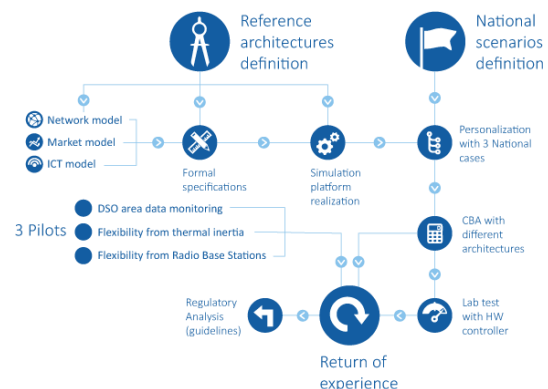 Reference
architectures
definition
National
scenarios
definition
Network model
Market model
ICT model
Formal
specifications
Simulation
platform
realization
Personalization
with 3 National
cases
3 Pilots
DSO area data monitoring
Flexibility from thermal inertia
Flexibility from Radio Base Stations
CBA with
different
architectures
Regulatory
Analysis
(guidelines)
Return of
experience
Lab test
with HW
controller